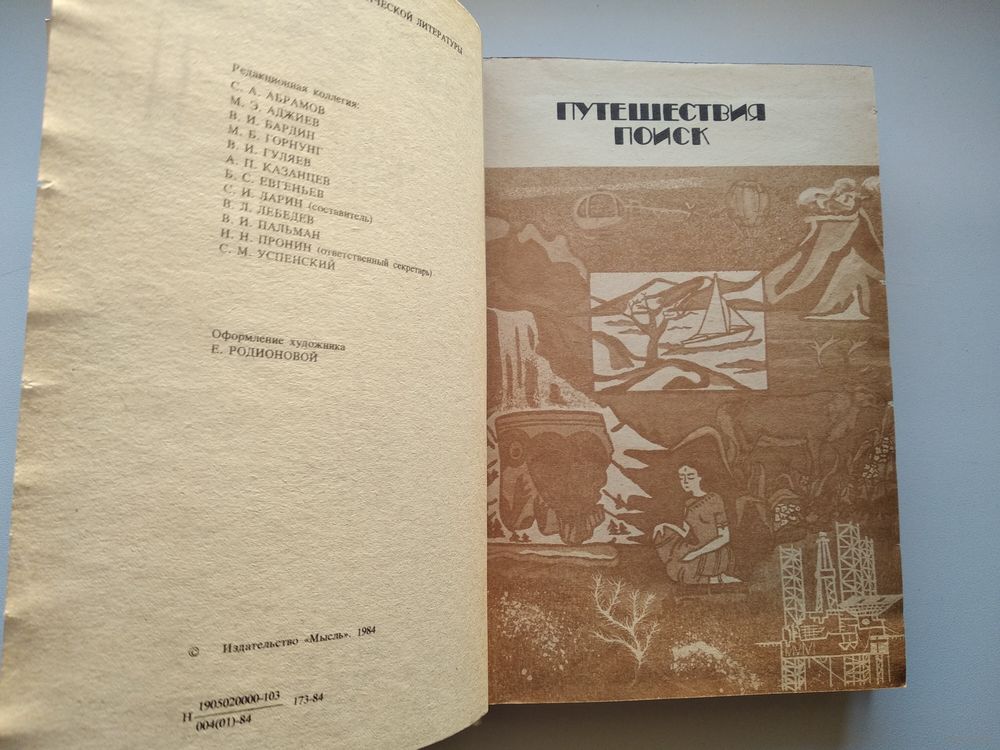 ЧЕСКОЙ ЛИТЕРАТУРЫ
Редакционная коллегия:
С. А. АБРАМОВ
М. Э. АДЖИЕВ
В. И. БАРДИН
М. Б. ГОРНУНГ
В. И. ГУЛЯЕВ
А. П. КАЗАНЦЕВ
Б. С. ЕВГЕНЬЕВ
С. И. ЛАРИН (составитель)
В. Л. ЛЕБЕДЕВ
В. И. ПАЛЬМАН
И. Н. ПРОНИН (ответственный секретарь)
С. М. УСПЕНСКИЙ
Оформление художника
Е. РОДИОНОВОЙ
© Издательство «Мысль». 1984
Н 1905020000-103 173-84
004(01)-84
ПУТЕШЕСТВИЯ
ПОИСК